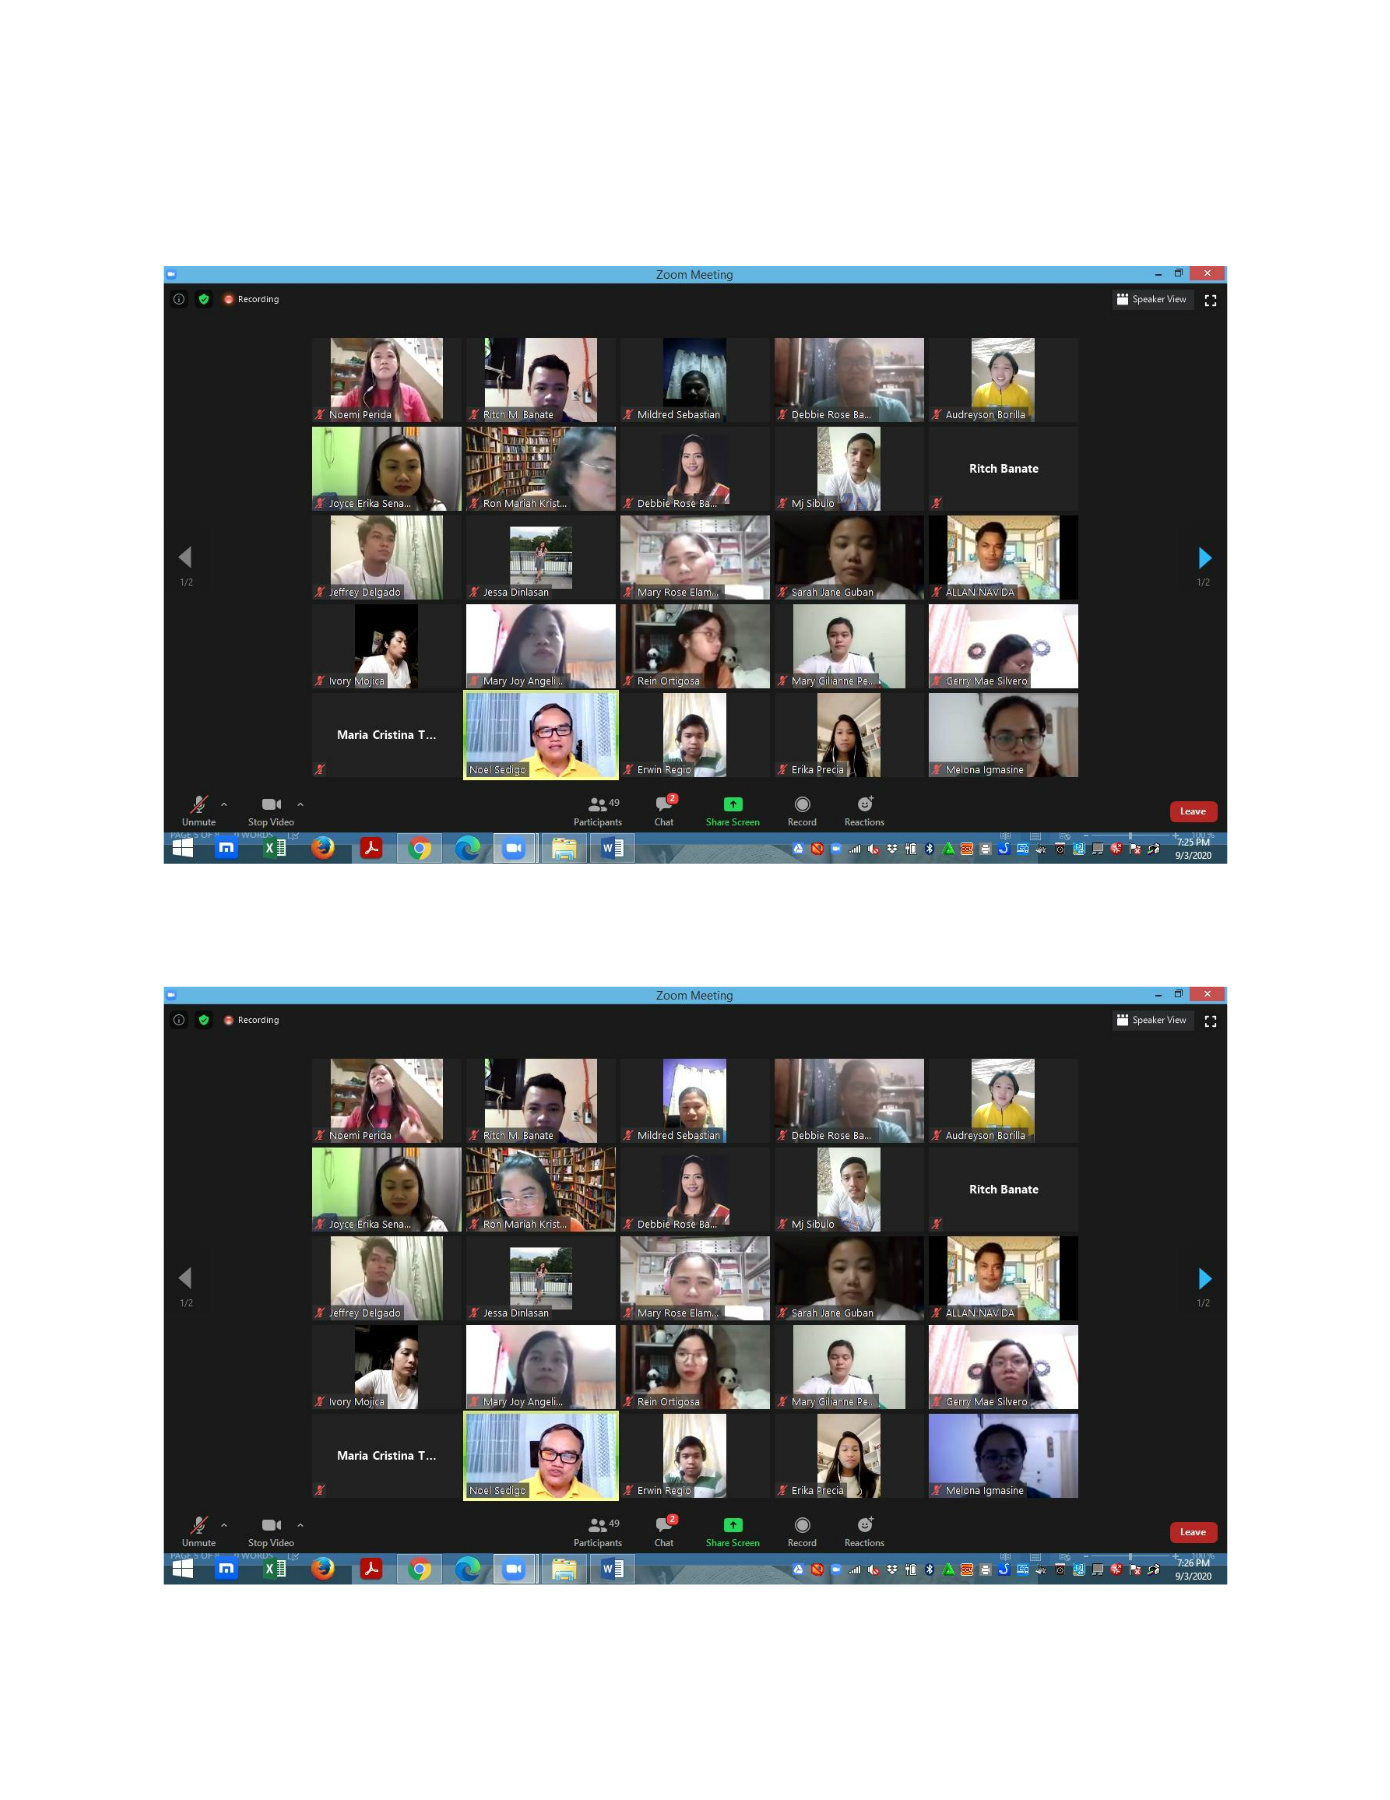 Zoom Meeting
Recording
Speaker View
Noemi Perida
Ritch M. Banate
Mildred Sebastian
Debbie Rose Ba...
Audreyson Borilla
Joyce Erika Sena...
Ron Mariah Krist...
Debbie Rose Ba...
Mj Sibulo
Ritch Banate
Jeffrey Delgado
Jessa Dinlasan
Mary Rose Elam...
Sarah Jane Guban
ALLAN NAVIDA
1/2
1/2
Ivory Mojica
Mary Joy Angeli...
Rein Ortigosa
Mary Gilianne Pe...
Gerry Mae Silvero
Maria Cristina T...
Noel Sedigo
Erwin Regio
Erika Precia
Melona Igmasine
49
2
Unmute
Stop Video
Participants
Chat
Share Screen
Record
Reactions
Leave
7:25 PM
9/3/2020
Zoom Meeting
Recording
Speaker View
Noemi Perida
Ritch M. Banate
Mildred Sebastian
Debbie Rose Ba...
Audreyson Borilla
Joyce Erika Sena...
Ron Mariah Krist...
Debbie Rose Ba...
Mj Sibulo
Ritch Banate
Jeffrey Delgado
Jessa Dinlasan
Mary Rose Elam...
Sarah Jane Guban
ALLAN NAVIDA
1/2
1/2
Ivory Mojica
Mary Joy Angeli...
Rein Ortigosa
Mary Gilianne Pe...
Gerry Mae Silvero
Maria Cristina T...
Noel Sedigo
Erwin Regio
Erika Precia
Melona Igmasine
49
2
Unmute
Stop Video
Participants
Chat
Share Screen
Record
Reactions
Leave
7:26 PM
9/3/2020